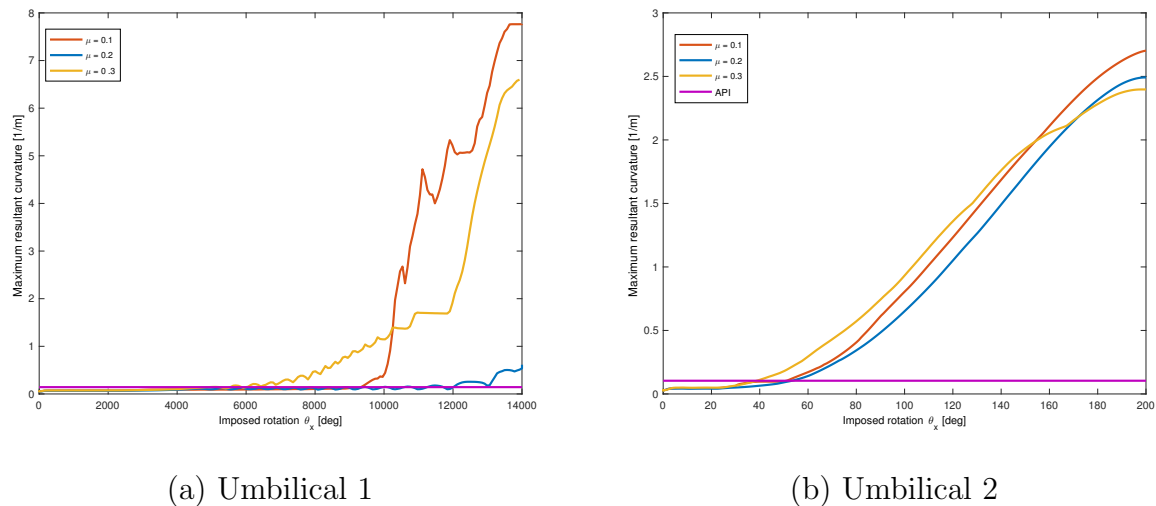 8
7
6
5
4
3
2
1
0
Maximum resultant curvature [1/m]
μ = 0.1
μ = 0.2
μ = 0 .3
0 2000 4000 6000 8000 10000 12000 14000
Imposed rotation θx [deg]
(a) Umbilical 1
3
2.5
2
1.5
1
0.5
0
Maximum resultant curvature [1/m]
μ = 0.1
μ = 0.2
μ = 0.3
API
0 20 40 60 80 100 120 140 160 180 200
Imposed rotation θx [deg]
(b) Umbilical 2